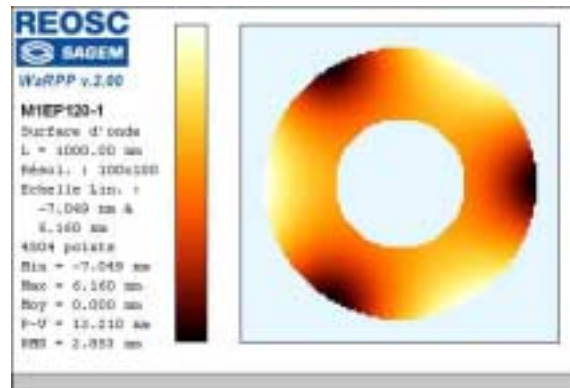 REOSC
SAGEM
WaRPP v.2.00
M1EP120-1
Surface d'onde
L = 1000.00 nm
Résol. : 100x100
Echelle Lin. :
-7.049 nm à
6.160 nm
4804 points
Min = -7.049 nm
Max = 6.160 nm
Moy = 0.000 nm
P-V = 13.210 nm
RMS = 2.853 nm